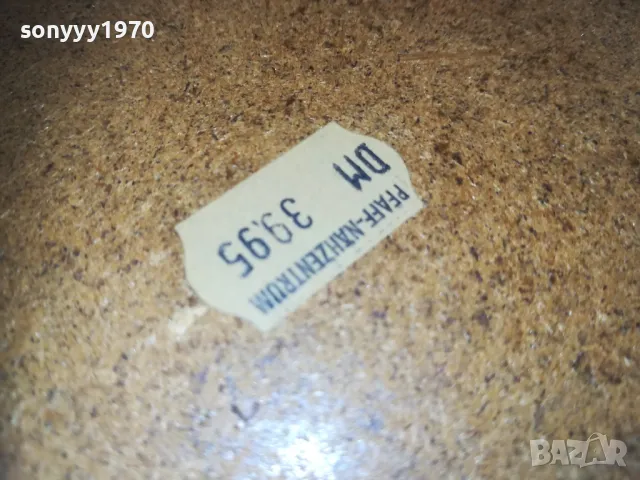 sonyyy1970
PFAFF-NÄHZENTRUM
DM 39,95
BAZAR